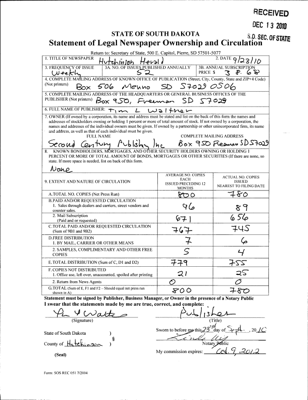 RECEIVED
DEC 13 2010
S.D. SEC. OF STATE
STATE OF SOUTH DAKOTA
Statement of Legal Newspaper Ownership and Circulation
Return to: Secretary of State, 500 E. Capitol, Pierre, SD 57501-5077
1. TITLE OF NEWSPAPER Hutchinson Herald 2. DATE 9/23/10
3. FREQUENCY OF ISSUE Weekly 3A. NO. OF ISSUES PUBLISHED ANNUALLY 52 3B. ANNUAL SUBSCRIPTION PRICE $ 38.68
4. COMPLETE MAILING ADDRESS OF KNOWN OFFICE OF PUBLICATION (Street, City, County, State and ZIP+4 Code)
(Not printers) Box 506 Menno SD 57029 0506
5. COMPLETE MAILING ADDRESS OF THE HEADQUARTERS OF GENERAL BUSINESS OFFICES OF THE
PUBLISHER (Not printers) Box 950, Freeman SD 57029
6. FULL NAME OF PUBLISHER: Tim L Waltner
7. OWNER (If owned by a corporation, its name and address must be stated and also immediately thereafter the names and
addresses of stockholders owning or holding 1 percent or more of total amount of stock. If not owned by a corporation, the
names and addresses of the individual owners must be given. If owned by a partnership or other unincorporated firm, its name
and address, as well as that of each individual must be given.
FULL NAME COMPLETE MAILING ADDRESS
Second Century Publishing Inc Box 950 Freeman SD 57029
8. KNOWN BONDHOLDERS, MORTGAGES, AND OTHER SECURITY HOLDERS OWNING OR HOLDING 1
PERCENT OR MORE TOTAL AMOUNT OF BONDS, MORTGAGES OR OTHER SECURITIES (If there are none, so
state. If more space is needed, list on back of this form.
None
9. EXTENT AND NATURE OF CIRCULATION AVERAGE NO. COPIES EACH ISSUED PRECEDING 12 MONTHS ACTUAL NO. COPIES ISSUED NEAREST TO FILING DATE
A. TOTAL NO. COPIES (Net Press Run) 800 780
B. PAID AND/OR REQUESTED CIRCULATION
1. Sales through dealers and carriers, street vendors and counter sales. 96 89
2. Mail Subscription (Paid and or requested) 671 656
C. TOTAL PAID AND/OR REQUESTED CIRCULATION (Sum of 9B1 and 9B2) 767 745
D. FREE DISTRIBUTION
1. BY MAIL, CARRIER OR OTHER MEANS 7 6
2. SAMPLES, COMPLIMENTARY AND OTHER FREE COPIES 5 4
E. TOTAL DISTRIBUTION (Sum of C, D1 and D2) 779 755
F. COPIES NOT DISTRIBUTED
1. Office use, left over, unaccounted, spoiled after printing 21 25
2. Return from News Agents 0 0
G. TOTAL (Sum of E, F1 and F2 - Should equal net press run shown in A) 800 780
Statement must be signed by Publisher, Business Manager, or Owner in the presence of a Notary Public
I swear that the statements made by me are true, correct, and complete:
Publisher
(Signature) (Title)
State of South Dakota )
County of Hutchinson )
Sworn to before me this 23rd day of Sept, 2010
Notary Public
(Seal) My commission expires: Oct. 9, 2012
Form: SOS REC 051 7/2004